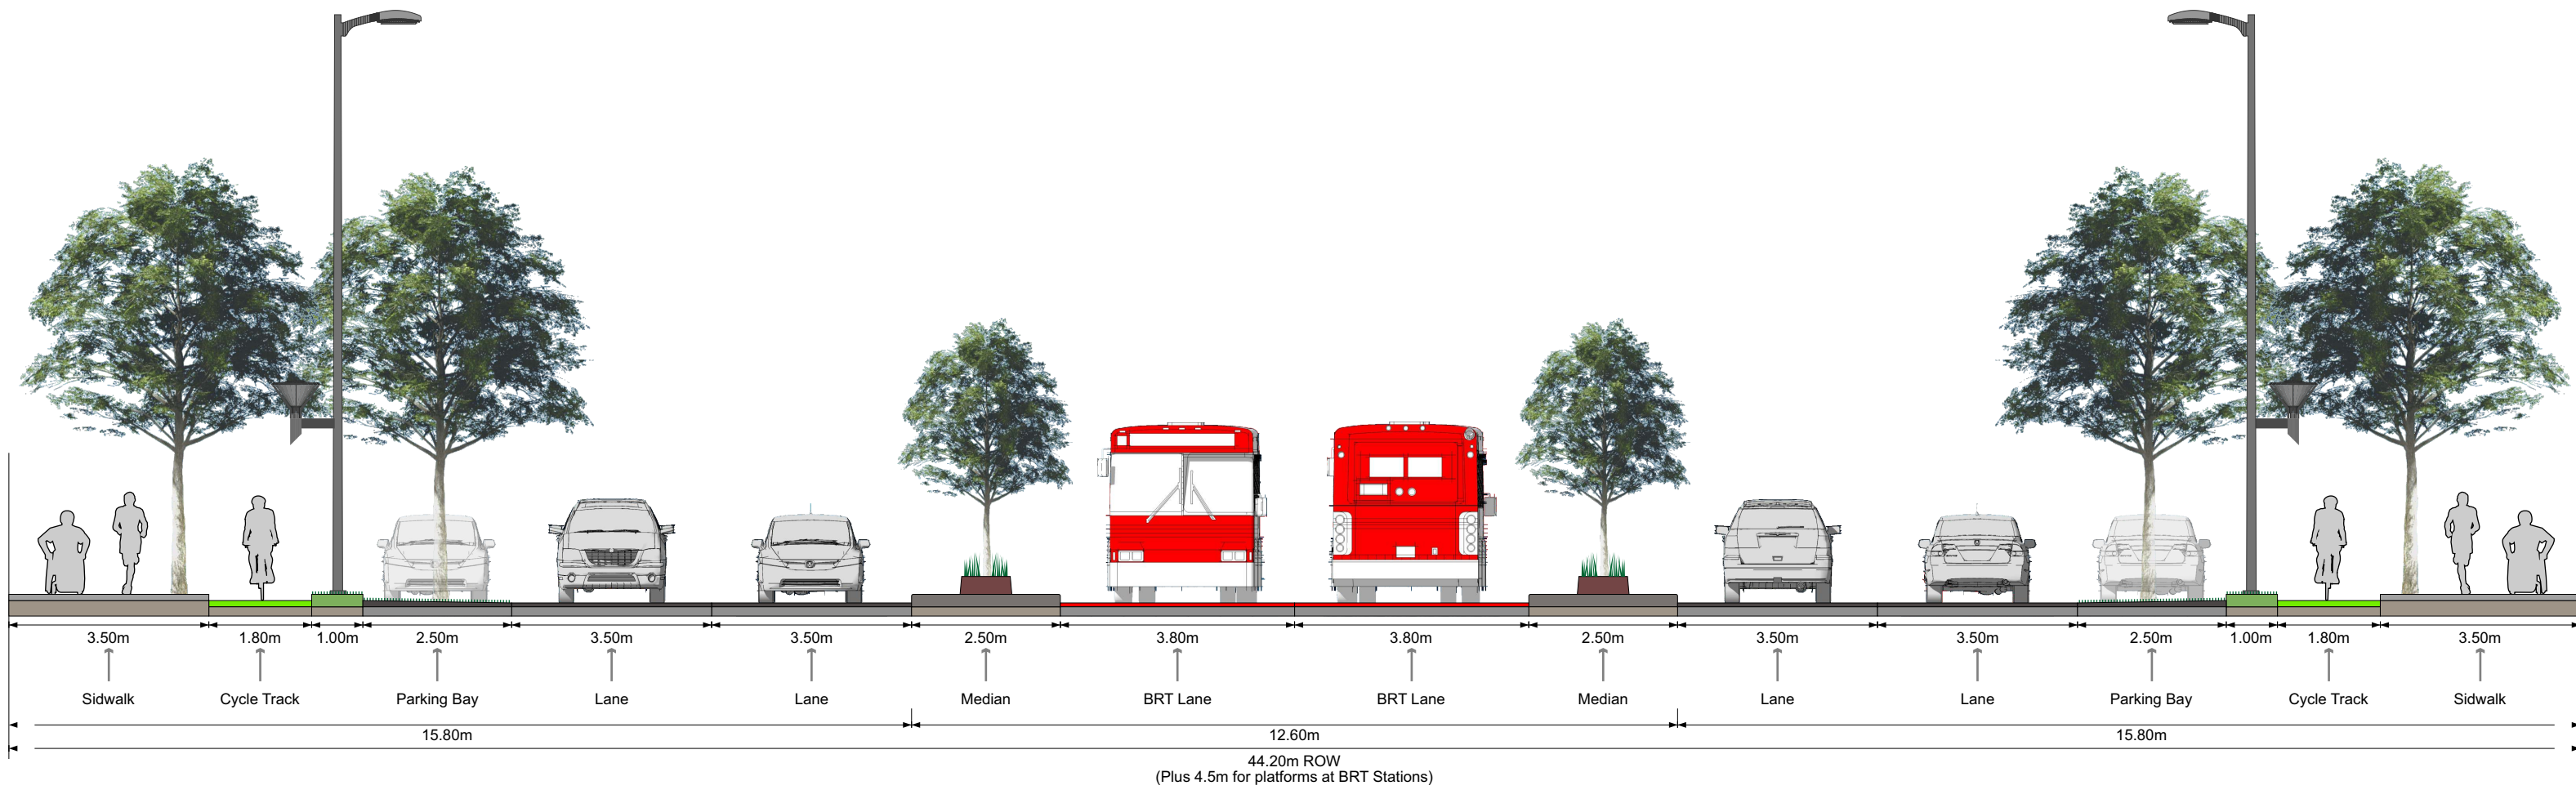 3.50m 1.80m 1.00m 2.50m 3.50m 3.50m 2.50m 3.80m 3.80m 2.50m 3.50m 3.50m 2.50m 1.00m 1.80m 3.50m
Sidwalk Cycle Track Parking Bay Lane Lane Median BRT Lane BRT Lane Median Lane Lane Parking Bay Cycle Track Sidwalk
15.80m 12.60m 15.80m
44.20m ROW
(Plus 4.5m for platforms at BRT Stations)